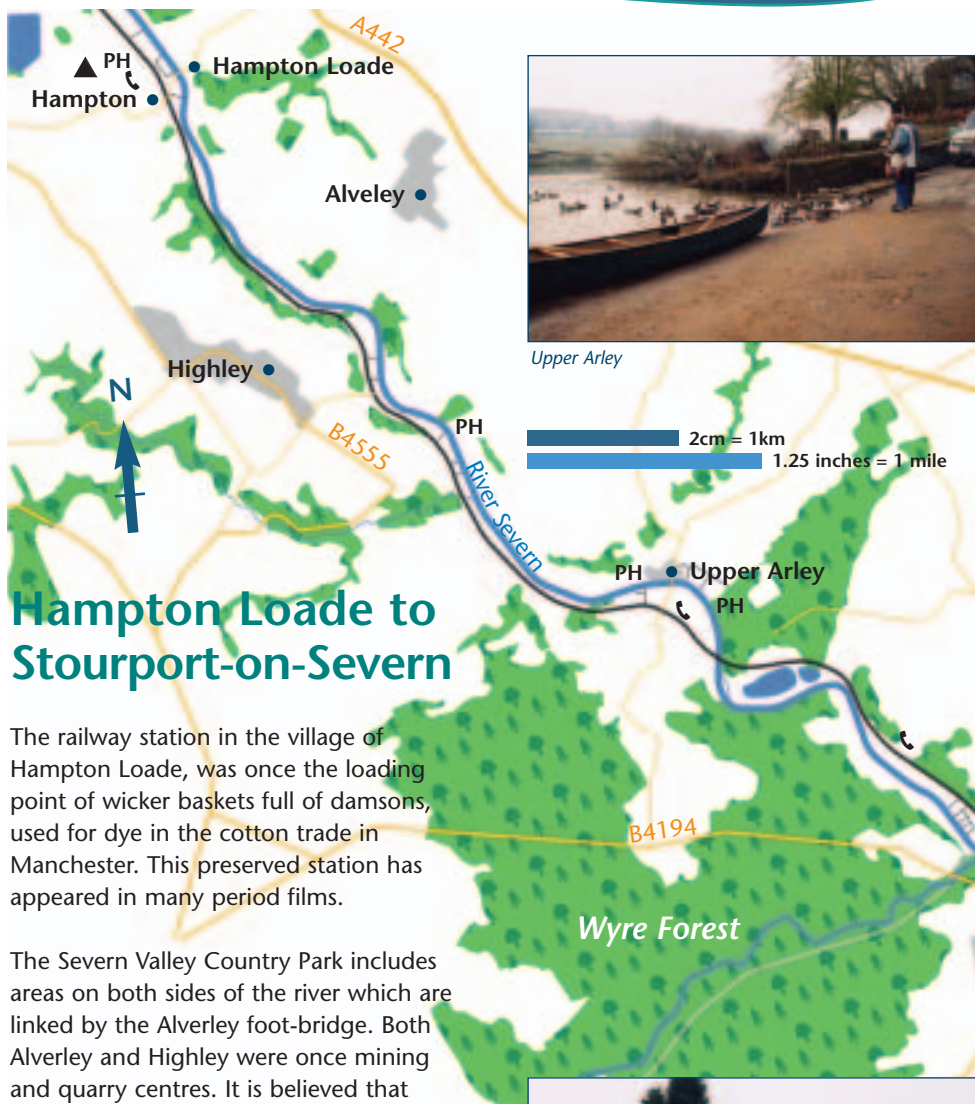 A442
PH
Hampton Loade
Hampton
Alveley
Upper Arley
Highley
N
B4555
PH
2cm = 1km
1.25 inches = 1 mile
River Severn
PH
Upper Arley
PH
Hampton Loade to
Stourport-on-Severn
The railway station in the village of
Hampton Loade, was once the loading
point of wicker baskets full of damsons,
used for dye in the cotton trade in
Manchester. This preserved station has
appeared in many period films.
B4194
Wyre Forest
The Severn Valley Country Park includes
areas on both sides of the river which are
linked by the Alverley foot-bridge. Both
Alverley and Highley were once mining
and quarry centres. It is believed that